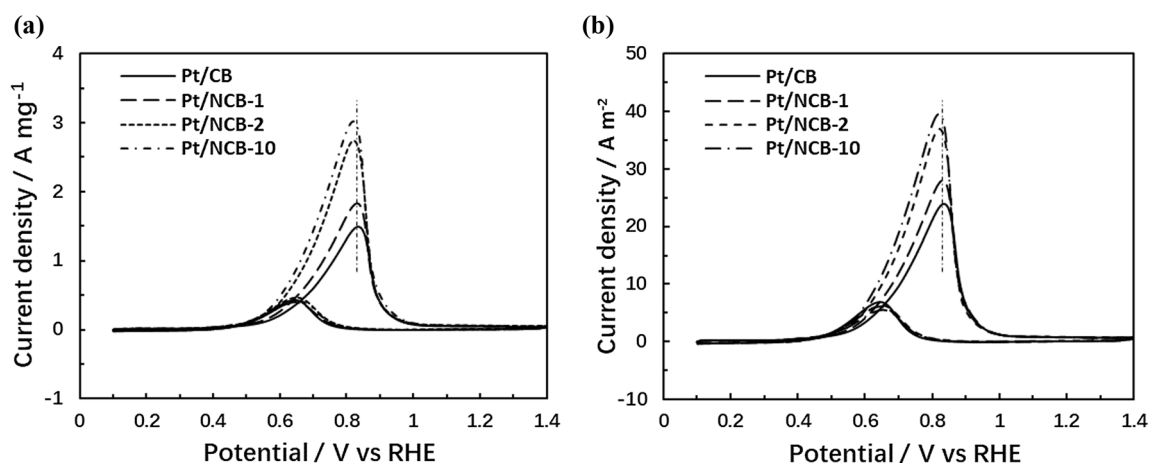 (a)
4
3
2
1
0
-1
Current density / A mg⁻¹
Pt/CB
Pt/NCB-1
Pt/NCB-2
Pt/NCB-10
0 0.2 0.4 0.6 0.8 1 1.2 1.4
Potential / V vs RHE
(b)
50
40
30
20
10
0
-10
Current density / A m⁻²
Pt/CB
Pt/NCB-1
Pt/NCB-2
Pt/NCB-10
0 0.2 0.4 0.6 0.8 1 1.2 1.4
Potential / V vs RHE